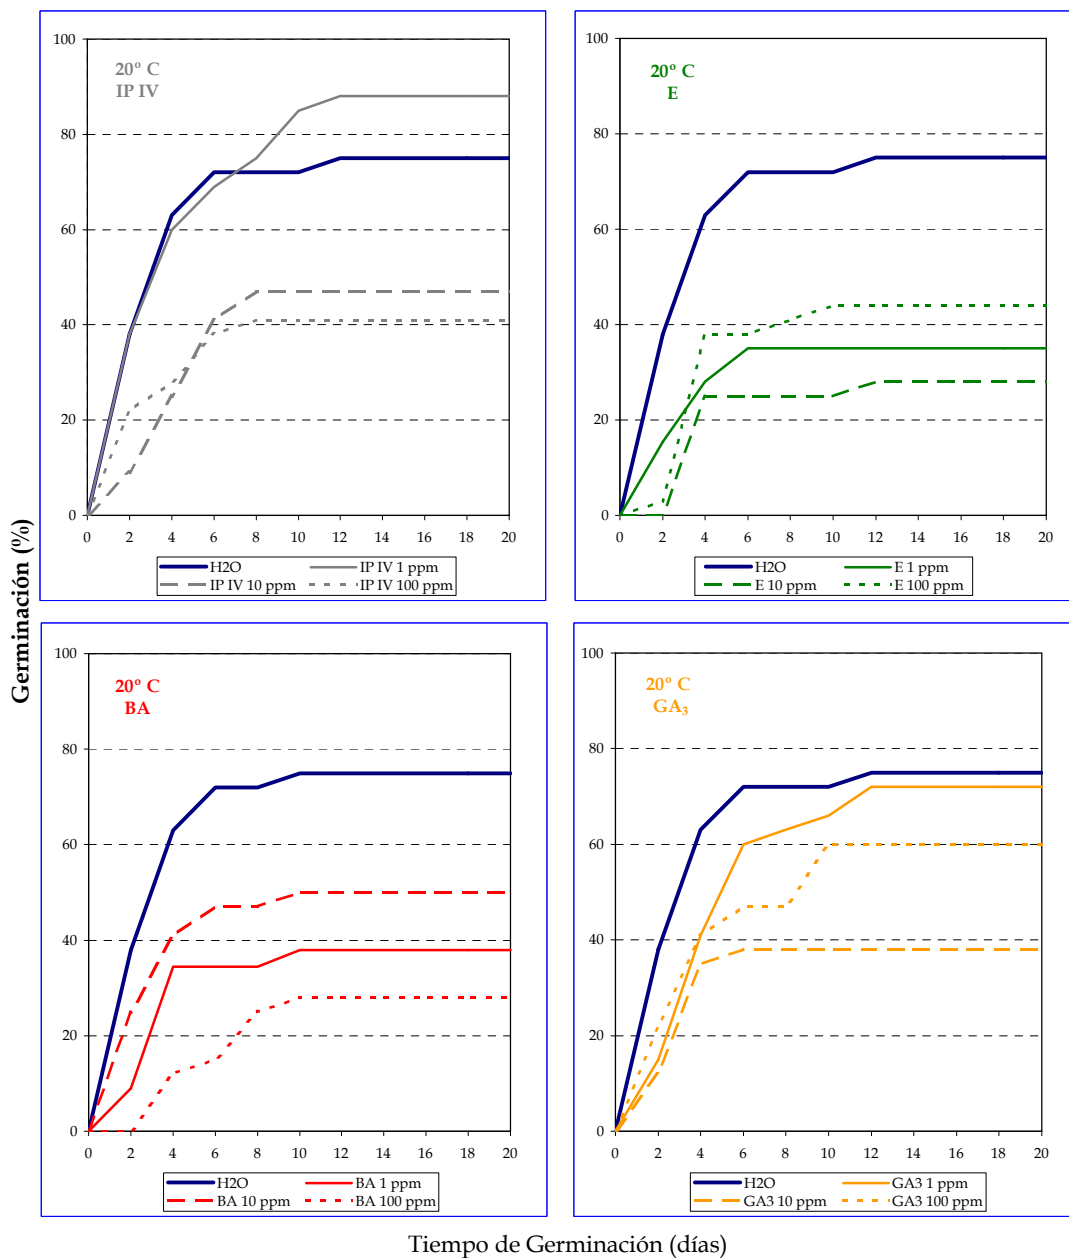 Germinación (%)
20º C
IP IV
100
80
60
40
20
0
0 2 4 6 8 10 12 14 16 18 20
H2O IP IV 1 ppm
IP IV 10 ppm IP IV 100 ppm
20º C
E
100
80
60
40
20
0
0 2 4 6 8 10 12 14 16 18 20
H2O E 1 ppm
E 10 ppm E 100 ppm
20º C
BA
100
80
60
40
20
0
0 2 4 6 8 10 12 14 16 18 20
H2O BA 1 ppm
BA 10 ppm BA 100 ppm
20º C
GA₃
100
80
60
40
20
0
0 2 4 6 8 10 12 14 16 18 20
H2O GA3 1 ppm
GA3 10 ppm GA3 100 ppm
Tiempo de Germinación (días)